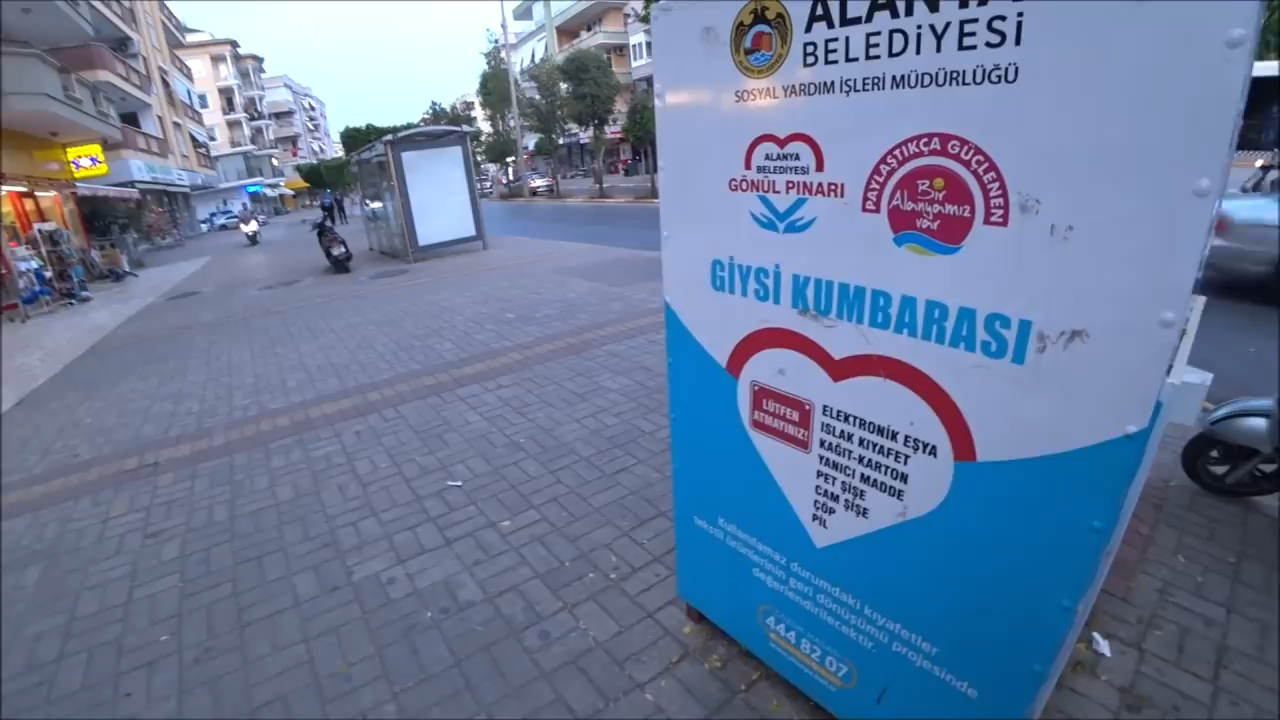 ALANYA
BELEDİYESİ
SOSYAL YARDIM İŞLERİ MÜDÜRLÜĞÜ
ALANYA
BELEDİYESİ
GÖNÜL PINARI
PAYLAŞTIKÇA GÜÇLENEN
Bir
Alanyamız
var
GİYSİ KUMBARASI
LÜTFEN
ATMAYINIZ!
ELEKTRONİK EŞYA
ISLAK KIYAFET
KAĞIT-KARTON
YANICI MADDE
PET ŞİŞE
CAM ŞİŞE
ÇÖP
PİL
Kullanılamaz durumdaki kıyafetler
tekstil ürünlerinin geri dönüşümü projesinde
değerlendirilecektir.
444 82 07